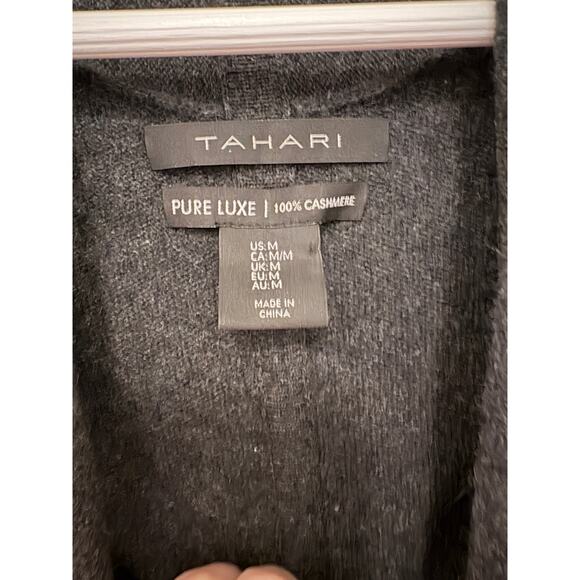 TAHARI
PURE LUXE | 100% CASHMERE
US:M
CA:M/M
UK:M
EU:M
AU:M
MADE IN
CHINA